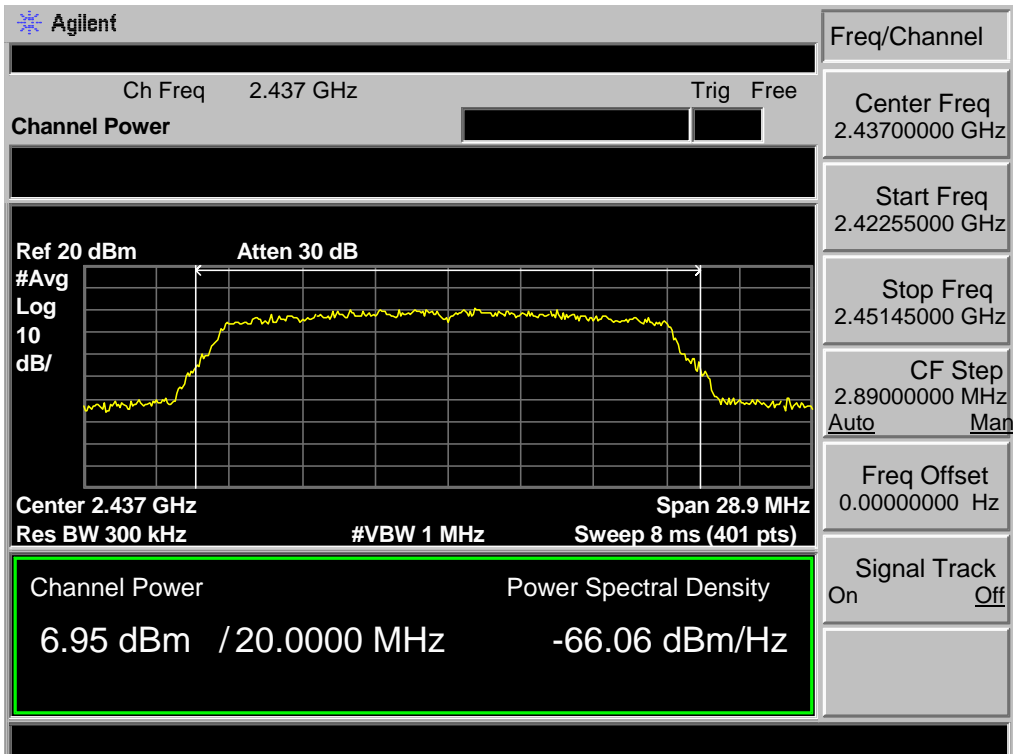 Agilent
Freq/Channel
Ch Freq 2.437 GHz Trig Free
Channel Power
Center Freq
2.43700000 GHz
Start Freq
2.42255000 GHz
Ref 20 dBm Atten 30 dB
#Avg
Log
10
dB/
Stop Freq
2.45145000 GHz
CF Step
2.89000000 MHz
Auto Man
Freq Offset
0.00000000 Hz
Center 2.437 GHz Span 28.9 MHz
Res BW 300 kHz #VBW 1 MHz Sweep 8 ms (401 pts)
Signal Track
On Off
Channel Power Power Spectral Density
6.95 dBm / 20.0000 MHz -66.06 dBm/Hz